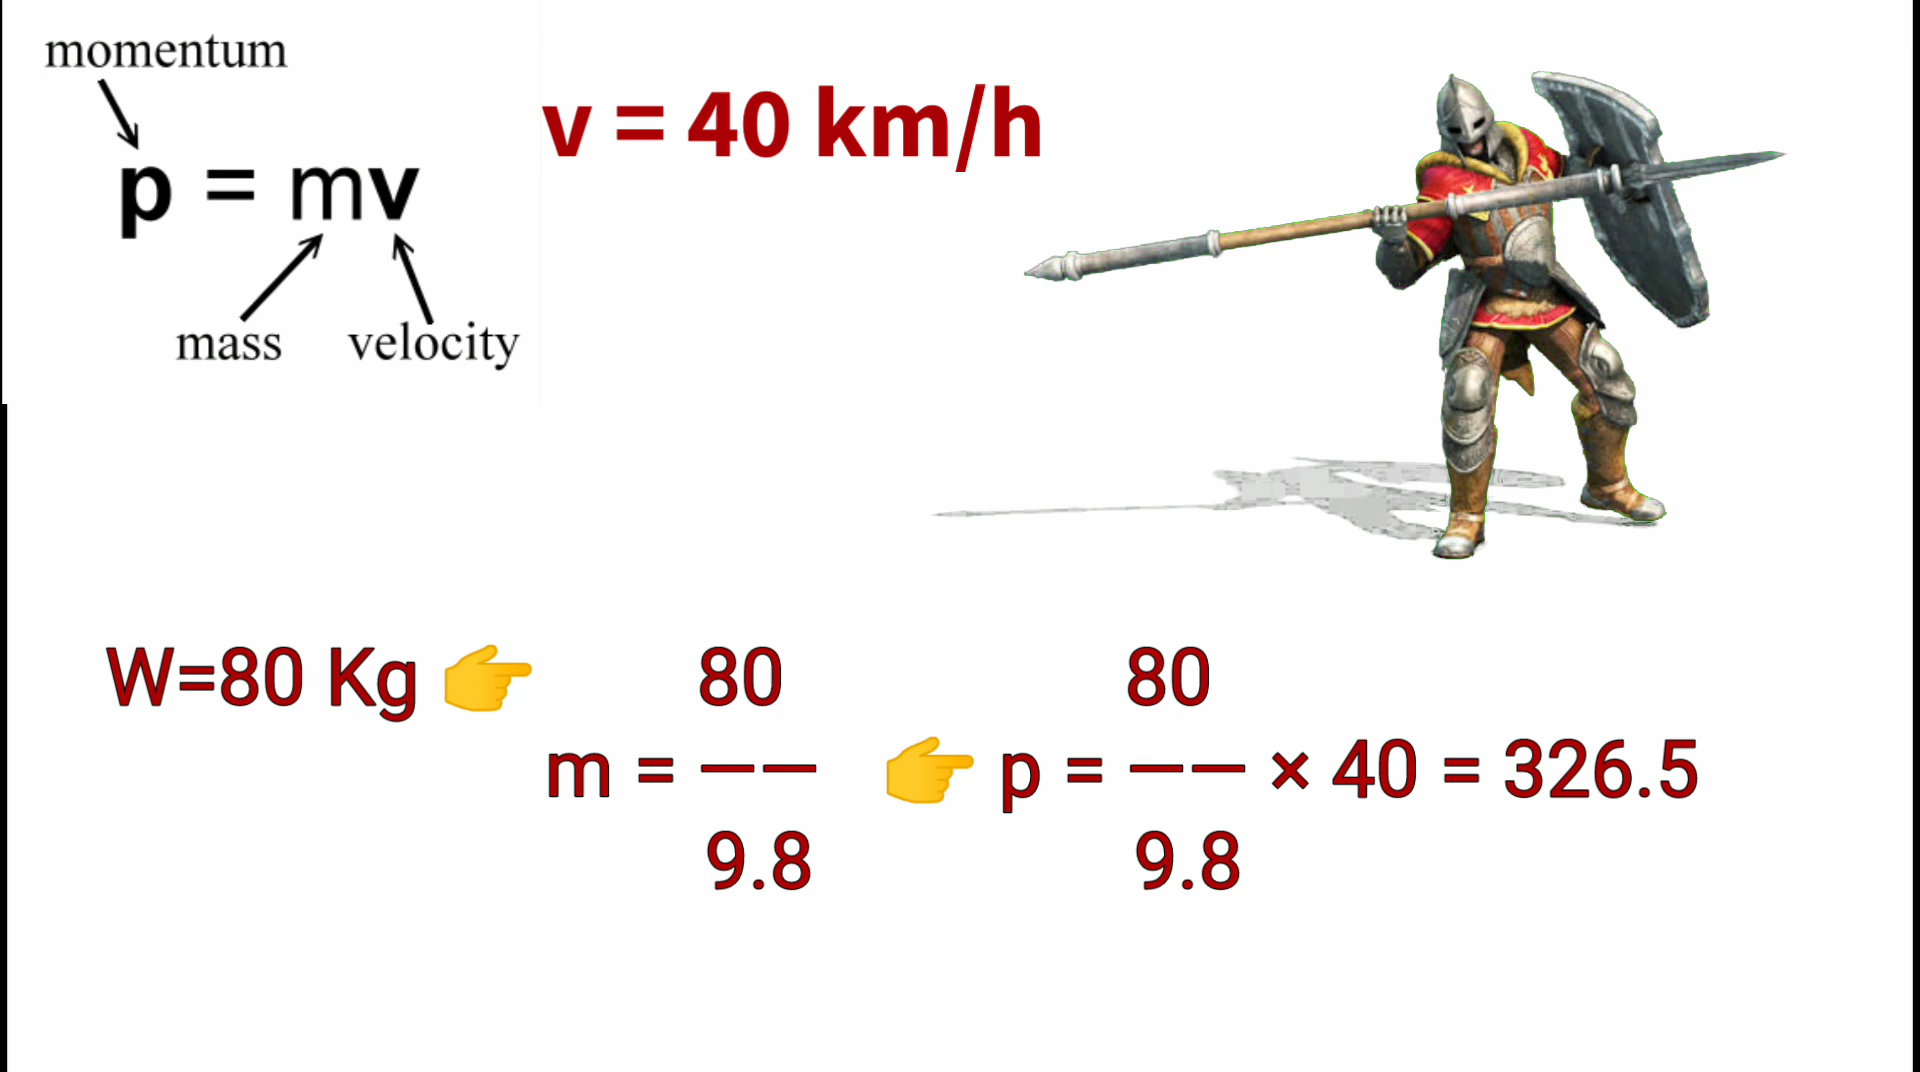 momentum
p = mv
mass velocity
v = 40 km/h
W=80 Kg 👉 80 80
m = —— 👉 p = —— × 40 = 326.5
9.8 9.8